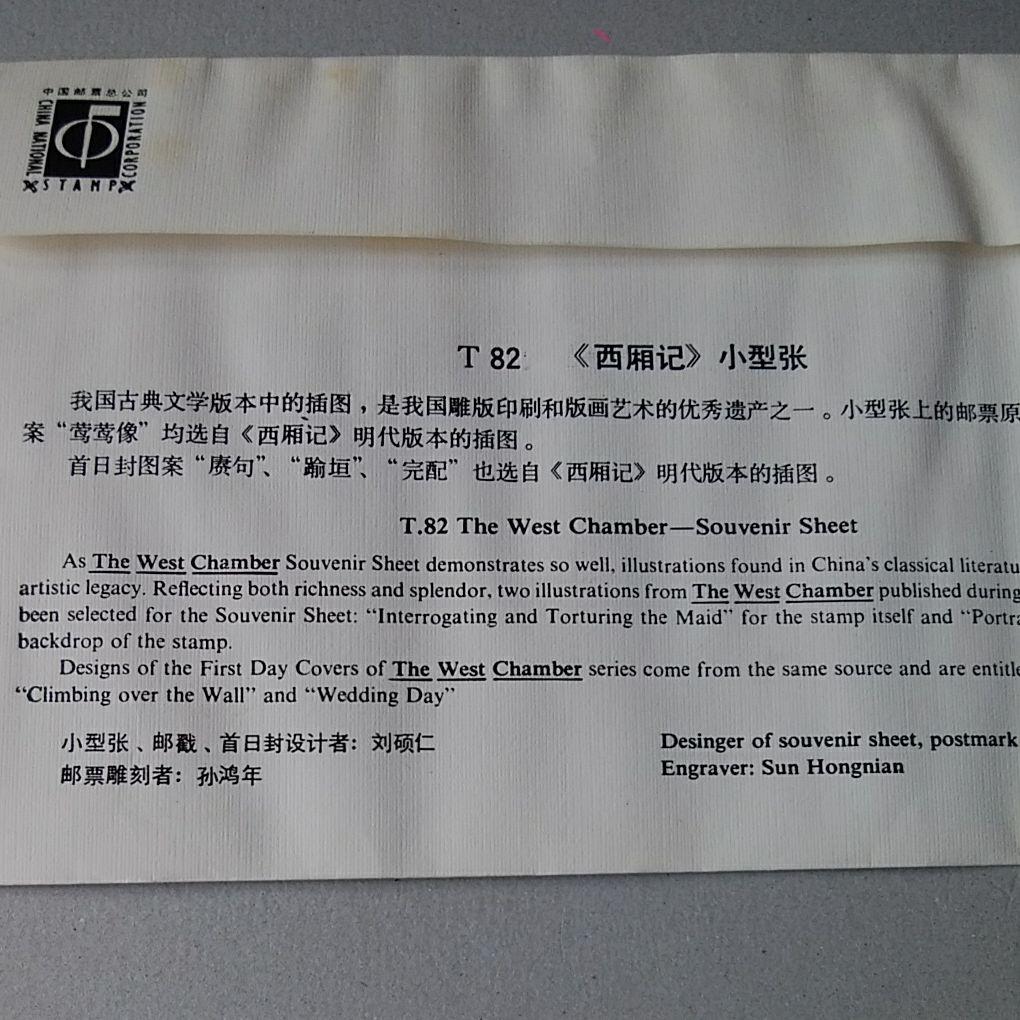 中国邮票总公司
CHINA NATIONAL
STAMP
CORPORATION
T 82 《西厢记》小型张
我国古典文学版本中的插图,是我国雕版印刷和版画艺术的优秀遗产之一。小型张上的邮票原
案“莺莺像”均选自《西厢记》明代版本的插图。
首日封图案“赓句”、“踰垣”、“完配”也选自《西厢记》明代版本的插图。
T.82 The West Chamber—Souvenir Sheet
As The West Chamber Souvenir Sheet demonstrates so well, illustrations found in China's classical literatu
artistic legacy. Reflecting both richness and splendor, two illustrations from The West Chamber published during
been selected for the Souvenir Sheet: “Interrogating and Torturing the Maid” for the stamp itself and “Portra
backdrop of the stamp.
Designs of the First Day Covers of The West Chamber series come from the same source and are entitle
“Climbing over the Wall” and “Wedding Day”
小型张、邮戳、首日封设计者:刘硕仁
邮票雕刻者:孙鸿年
Desinger of souvenir sheet, postmark
Engraver: Sun Hongnian